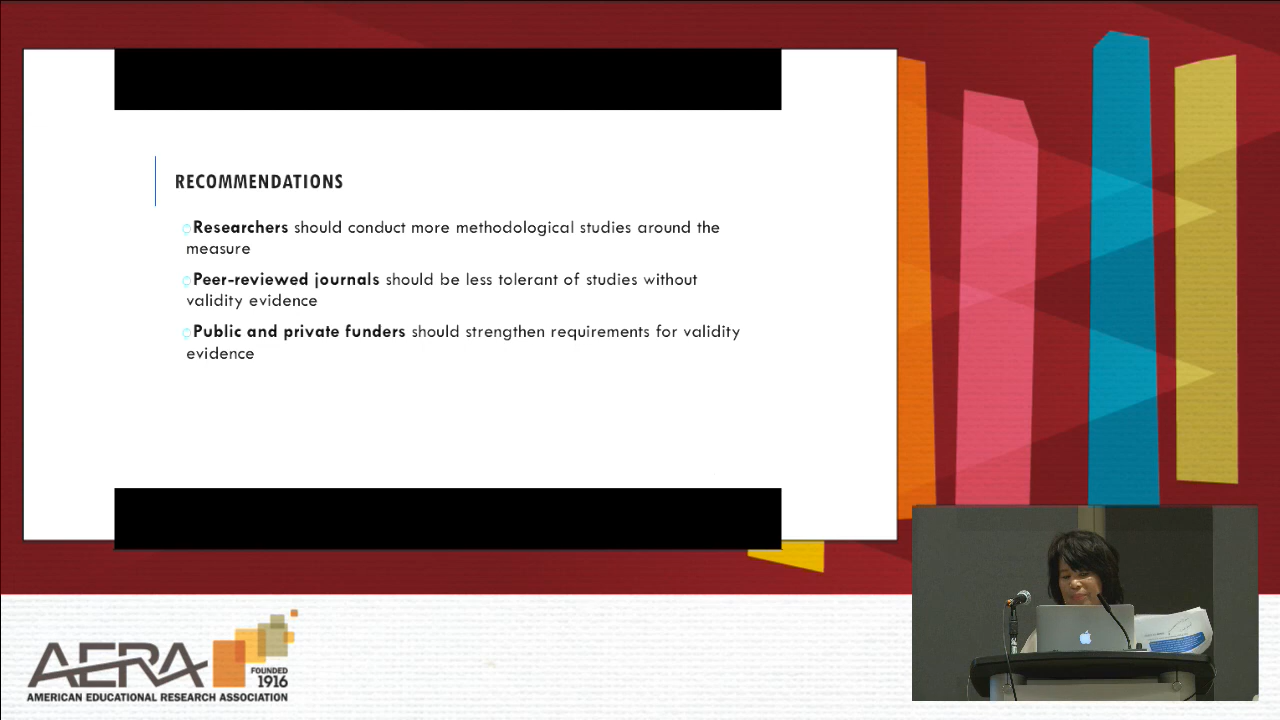 RECOMMENDATIONS
Researchers should conduct more methodological studies around the
measure
Peer-reviewed journals should be less tolerant of studies without
validity evidence
Public and private funders should strengthen requirements for validity
evidence
AERA
FOUNDED
1916
AMERICAN EDUCATIONAL RESEARCH ASSOCIATION